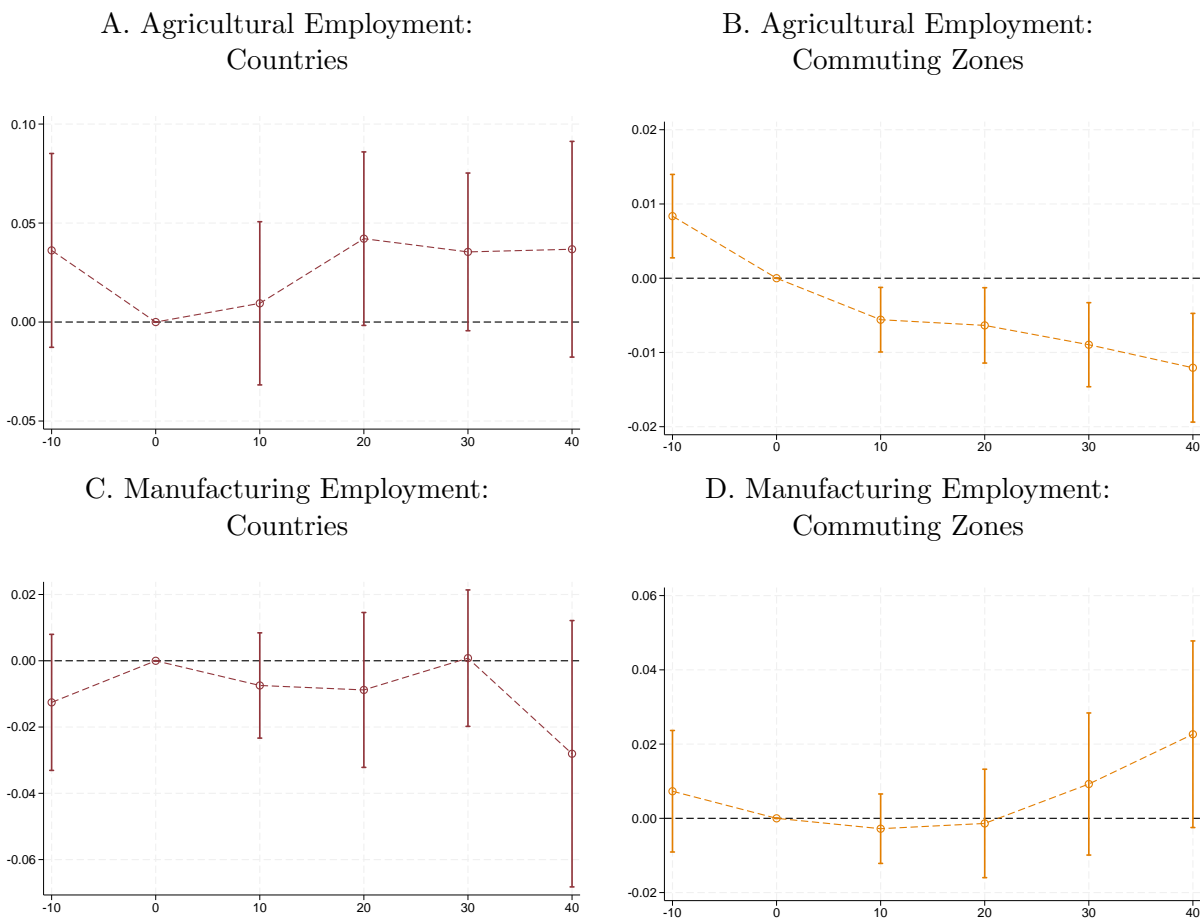 A. Agricultural Employment:
Countries
0.10
0.05
0.00
-0.05
-10 0 10 20 30 40
B. Agricultural Employment:
Commuting Zones
0.02
0.01
0.00
-0.01
-0.02
-10 0 10 20 30 40
C. Manufacturing Employment:
Countries
0.02
0.00
-0.02
-0.04
-0.06
-10 0 10 20 30 40
D. Manufacturing Employment:
Commuting Zones
0.06
0.04
0.02
0.00
-0.02
-10 0 10 20 30 40